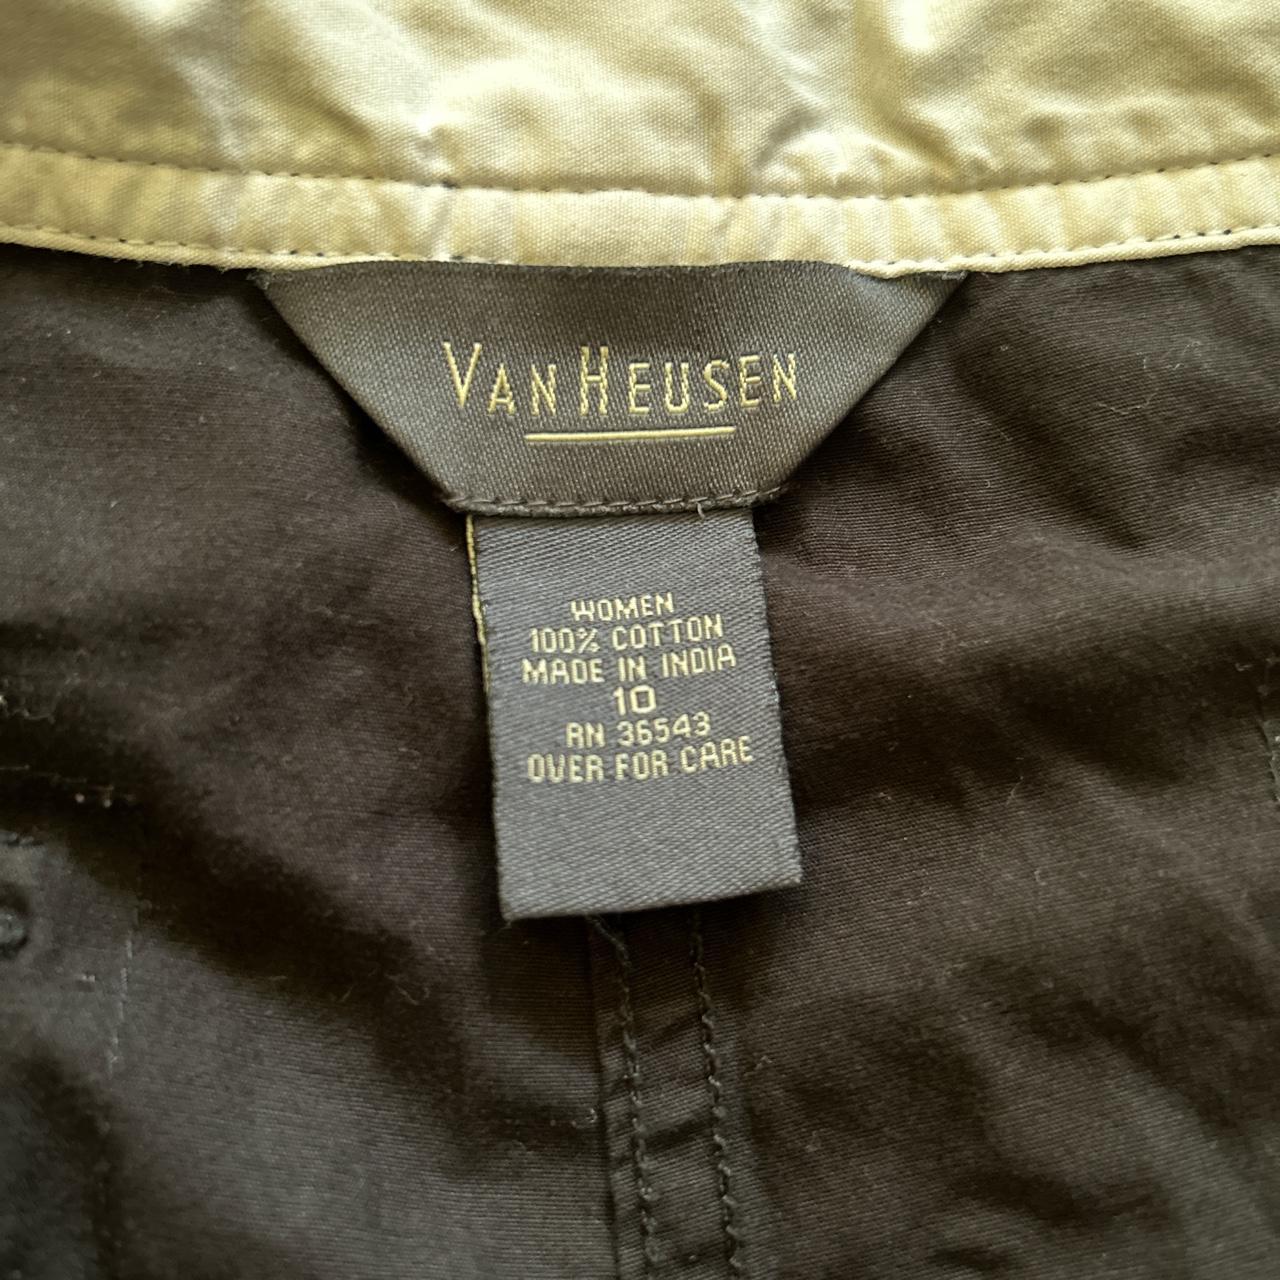 VAN HEUSEN
WOMEN
100% COTTON
MADE IN INDIA
10
RN 36543
OVER FOR CARE